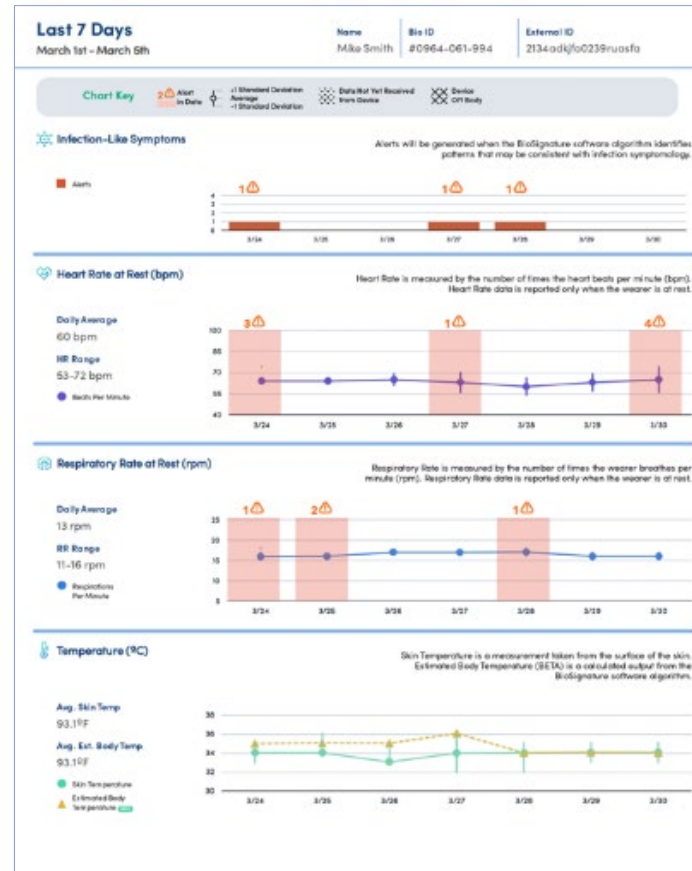 Last 7 Days
March 1st - March 6th
Name
Mike Smith
Bio ID
#0964-061-994
External ID
Chart Key
2 Alert in Data
+1 Standard Deviation
Average
-1 Standard Deviation
Data Not Yet Received from Device
Device Off Body
Infection-Like Symptoms
Alerts will be generated when the BioSignature software algorithm identifies
patterns that may be consistent with infection symptomology.
Alerts
1 1 1
4
3
2
1
0
3/24 3/25 3/26 3/27 3/28 3/29 3/30
Heart Rate at Rest (bpm)
Heart Rate is measured by the number of times the heart beats per minute (bpm).
Heart Rate data is reported only when the wearer is at rest.
Daily Average
60 bpm
HR Range
53-72 bpm
Beats Per Minute
3 1 4
100
85
70
55
40
3/24 3/25 3/26 3/27 3/28 3/29 3/30
Respiratory Rate at Rest (rpm)
Respiratory Rate is measured by the number of times the wearer breathes per
minute (rpm). Respiratory Rate data is reported only when the wearer is at rest.
Daily Average
13 rpm
RR Range
11-16 rpm
Respirations
Per Minute
1 2 1
25
20
15
10
5
3/24 3/25 3/26 3/27 3/28 3/29 3/30
Temperature (ºC)
Skin Temperature is a measurement taken from the surface of the skin.
Estimated Body Temperature (BETA) is a calculated output from the
BioSignature software algorithm.
Avg. Skin Temp
93.1ºF
Avg. Est. Body Temp
93.1ºF
Skin Temperature
Estimated Body
Temperature
38
36
34
32
30
3/24 3/25 3/26 3/27 3/28 3/29 3/30